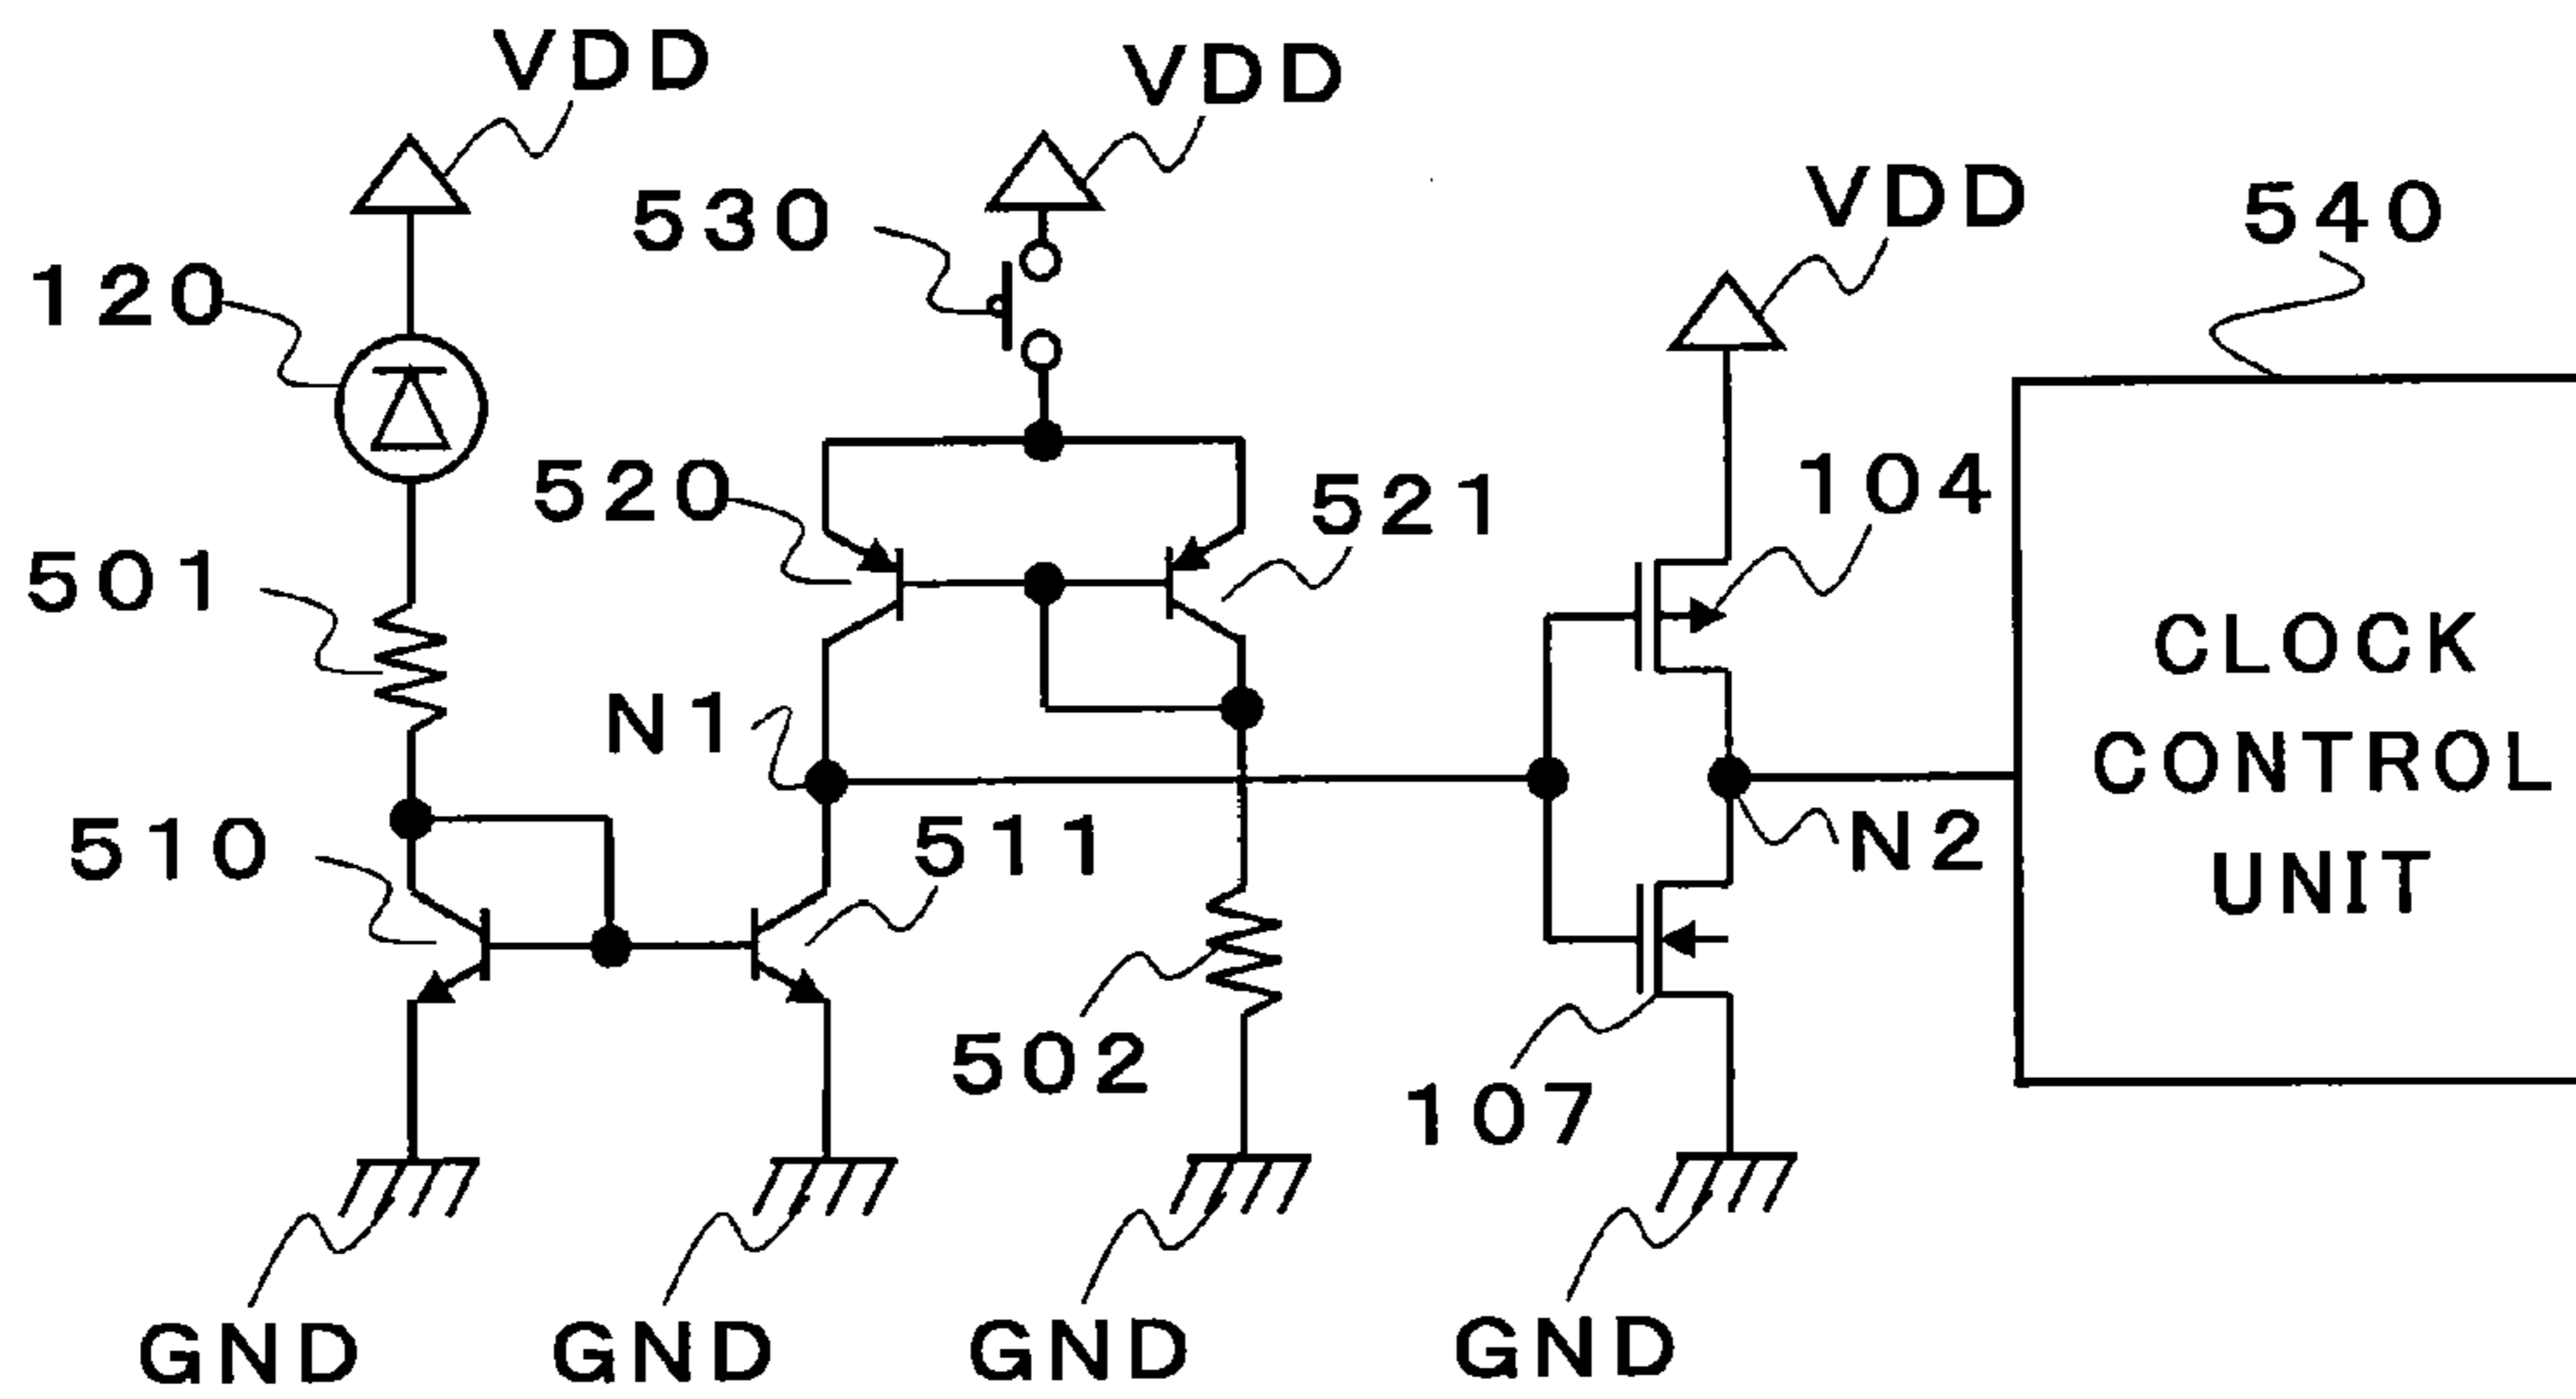 VDD
VDD
VDD
530
540
120
520
521
104
501
N1
CLOCK
CONTROL
UNIT
510
511
N2
502
107
GND
GND
GND
GND